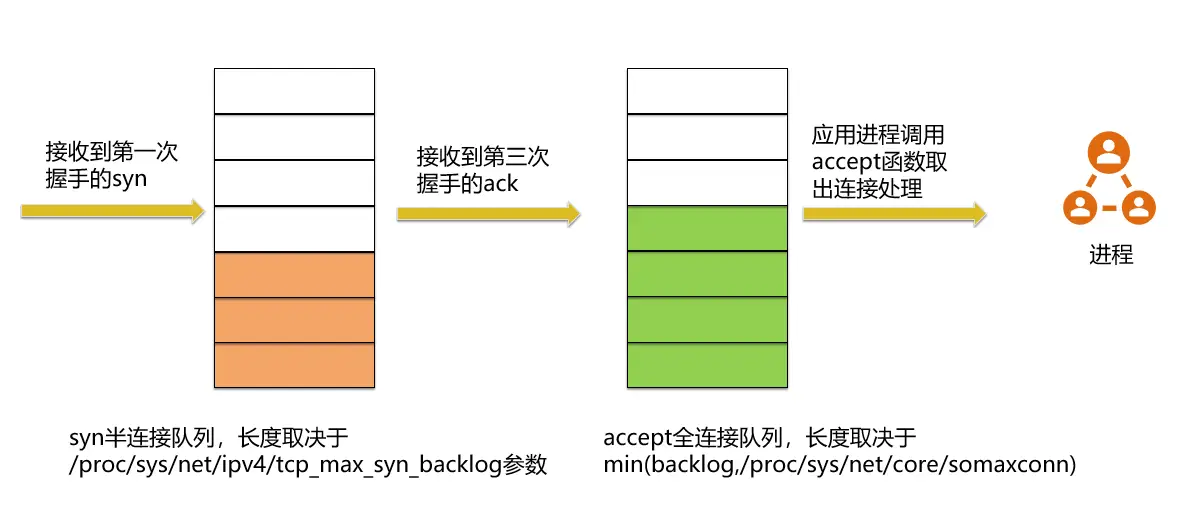 接收到第一次
握手的syn
接收到第三次
握手的ack
应用进程调用
accept函数取
出连接处理
进程
syn半连接队列，长度取决于
/proc/sys/net/ipv4/tcp_max_syn_backlog参数
accept全连接队列，长度取决于
min(backlog,/proc/sys/net/core/somaxconn)